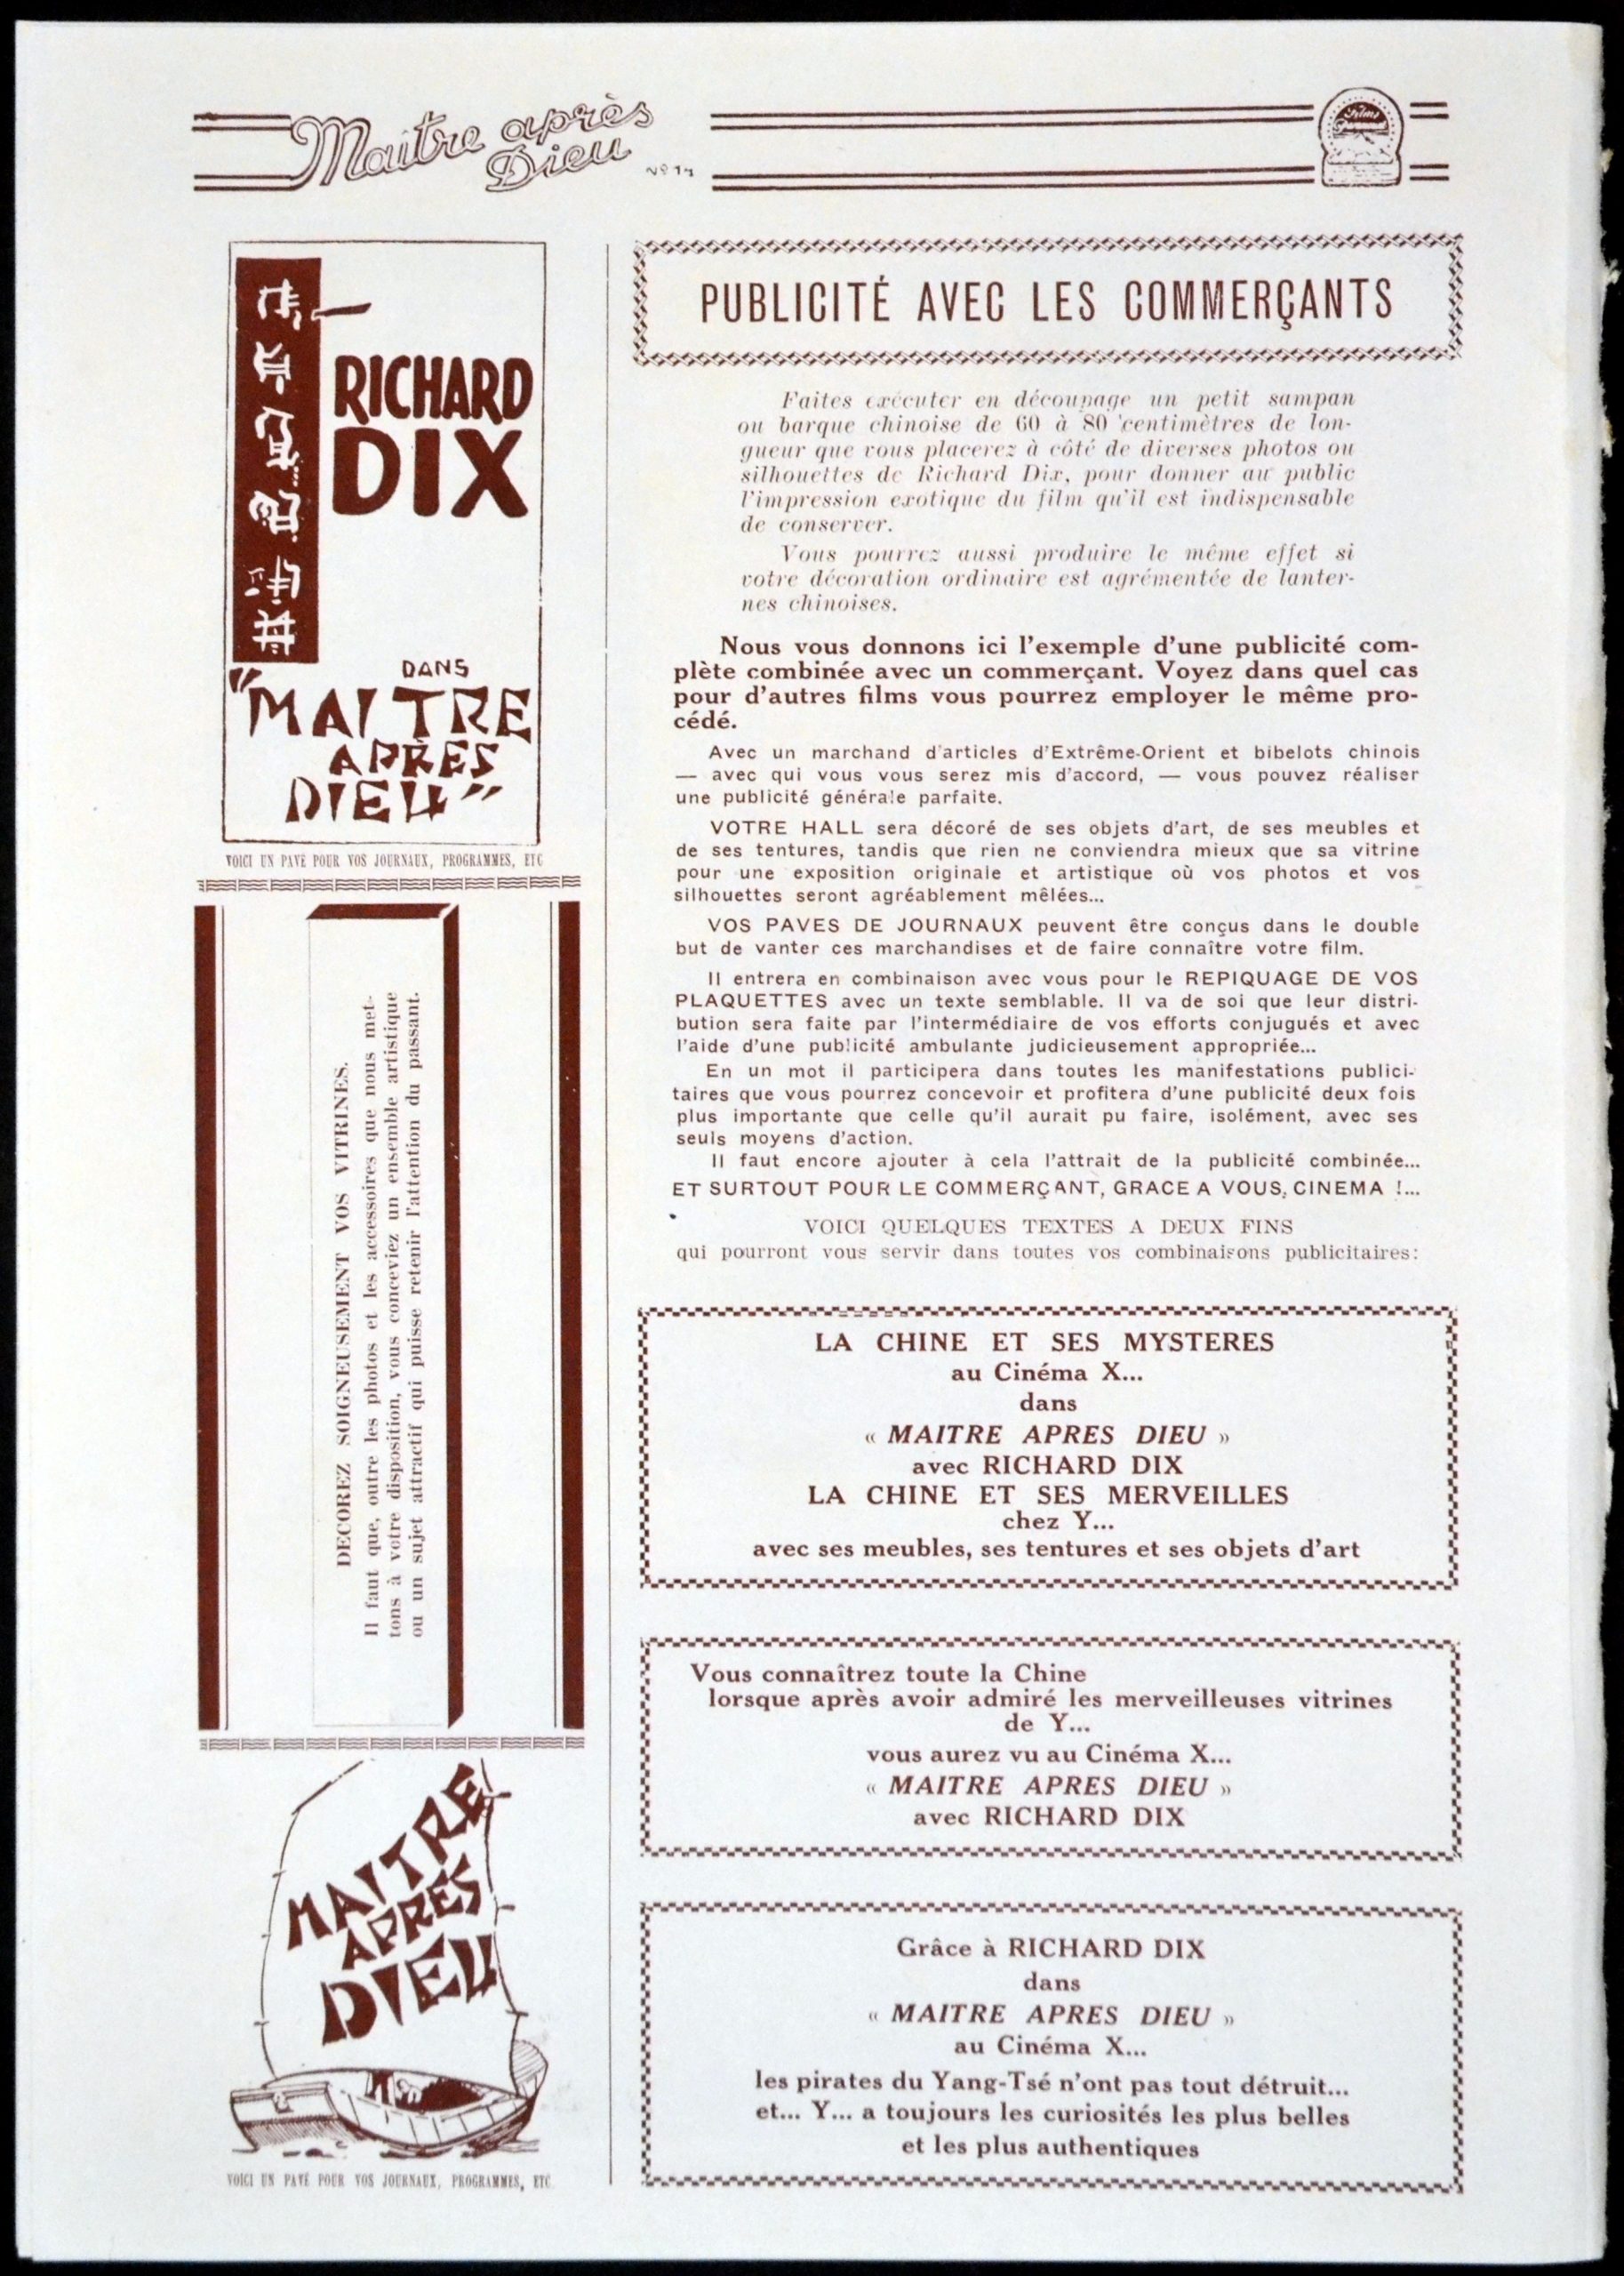 Maître après
Dieu
RICHARD
DIX
DANS
"MAITRE
APRÈS
DIEU"
VOICI UN PAVÉ POUR VOS JOURNAUX, PROGRAMMES, ETC
DECOREZ SOIGNEUSEMENT VOS VITRINES.
Il faut que, outre les photos et les accessoires que nous met-
tons à votre disposition, vous conceviez un ensemble artistique
ou un sujet attractif qui puisse retenir l'attention du passant.
MAITRE
APRES
DIEU
VOICI UN PAVÉ POUR VOS JOURNAUX, PROGRAMMES, ETC
PUBLICITÉ AVEC LES COMMERÇANTS
Faites exécuter en découpage un petit sampan
ou barque chinoise de 60 à 80 centimètres de lon-
gueur que vous placerez à côté de diverses photos ou
silhouettes de Richard Dix, pour donner au public
l'impression exotique du film qu'il est indispensable
de conserver.
Vous pourrez aussi produire le même effet si
votre décoration ordinaire est agrémentée de lanter-
nes chinoises.
Nous vous donnons ici l'exemple d'une publicité com-
plète combinée avec un commerçant. Voyez dans quel cas
pour d'autres films vous pourrez employer le même pro-
cédé.
Avec un marchand d'articles d'Extrême-Orient et bibelots chinois
— avec qui vous vous serez mis d'accord, — vous pouvez réaliser
une publicité générale parfaite.
VOTRE HALL sera décoré de ses objets d'art, de ses meubles et
de ses tentures, tandis que rien ne conviendra mieux que sa vitrine
pour une exposition originale et artistique où vos photos et vos
silhouettes seront agréablement mêlées...
VOS PAVES DE JOURNAUX peuvent être conçus dans le double
but de vanter ces marchandises et de faire connaître votre film.
Il entrera en combinaison avec vous pour le REPIQUAGE DE VOS
PLAQUETTES avec un texte semblable. Il va de soi que leur distri-
bution sera faite par l'intermédiaire de vos efforts conjugués et avec
l'aide d'une publicité ambulante judicieusement appropriée...
En un mot il participera dans toutes les manifestations publici-
taires que vous pourrez concevoir et profitera d'une publicité deux fois
plus importante que celle qu'il aurait pu faire, isolément, avec ses
seuls moyens d'action.
Il faut encore ajouter à cela l'attrait de la publicité combinée...
ET SURTOUT POUR LE COMMERÇANT, GRACE A VOUS, CINEMA !...
VOICI QUELQUES TEXTES A DEUX FINS
qui pourront vous servir dans toutes vos combinaisons publicitaires:
LA CHINE ET SES MYSTERES
au Cinéma X...
dans
« MAITRE APRES DIEU »
avec RICHARD DIX
LA CHINE ET SES MERVEILLES
chez Y...
avec ses meubles, ses tentures et ses objets d'art
Vous connaîtrez toute la Chine
lorsque après avoir admiré les merveilleuses vitrines
de Y...
vous aurez vu au Cinéma X...
« MAITRE APRES DIEU »
avec RICHARD DIX
Grâce à RICHARD DIX
dans
« MAITRE APRES DIEU »
au Cinéma X...
les pirates du Yang-Tsé n'ont pas tout détruit...
et... Y... a toujours les curiosités les plus belles
et les plus authentiques